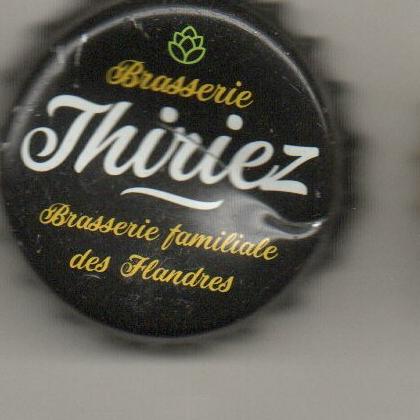 Brasserie
Thiriez
Brasserie familiale
des Flandres